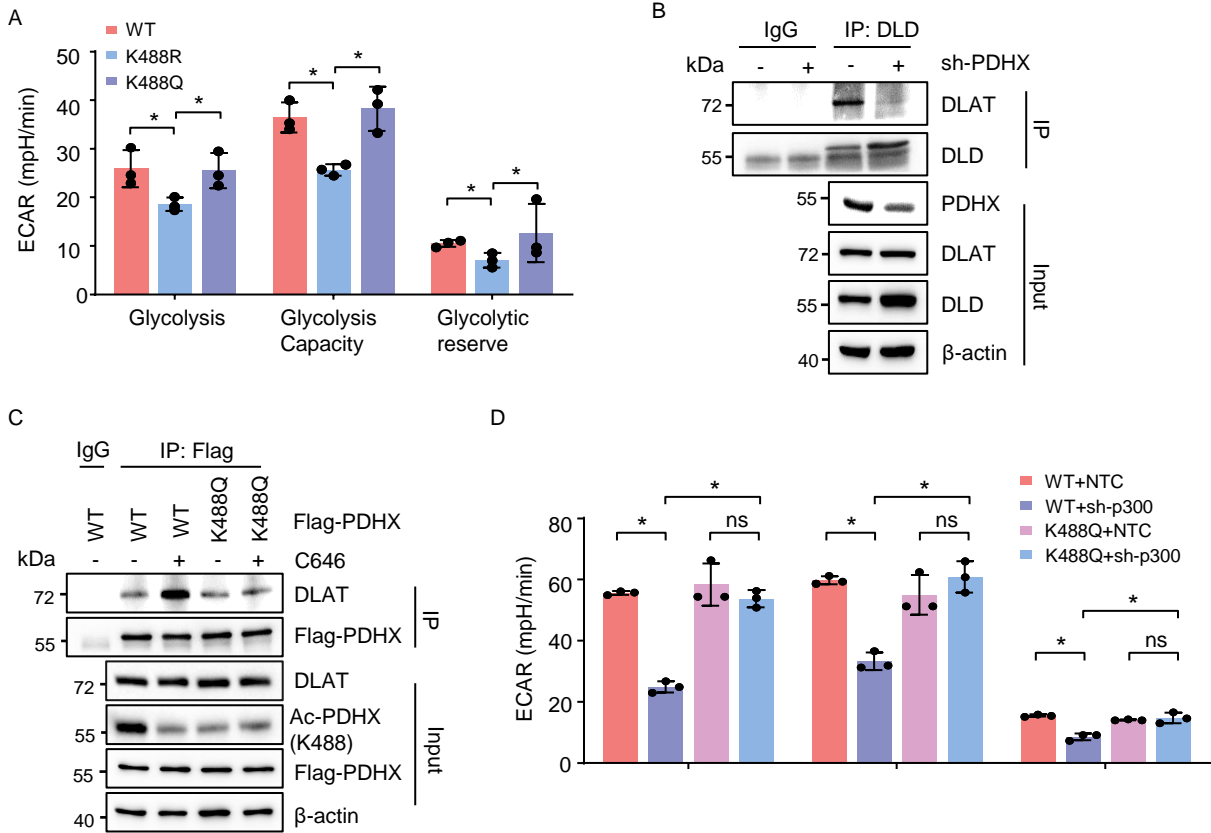 A
WT
K488R
K488Q
ECAR (mpH/min)
50
40
30
20
10
0
* * * * * *
Glycolysis
Glycolysis
Capacity
Glycolytic
reserve
B
IgG IP: DLD
kDa - + - + sh-PDHX
72 DLAT
55 DLD
IP
55 PDHX
72 DLAT
55 DLD
40 β-actin
Input
C
IgG IP: Flag
WT WT WT K488Q K488Q Flag-PDHX
kDa - - + - + C646
72 DLAT
55 Flag-PDHX
IP
72 DLAT
55 Ac-PDHX
(K488)
55 Flag-PDHX
40 β-actin
Input
D
WT+NTC
WT+sh-p300
K488Q+NTC
K488Q+sh-p300
ECAR (mpH/min)
80
60
40
20
0
* * ns
* * ns
* * ns